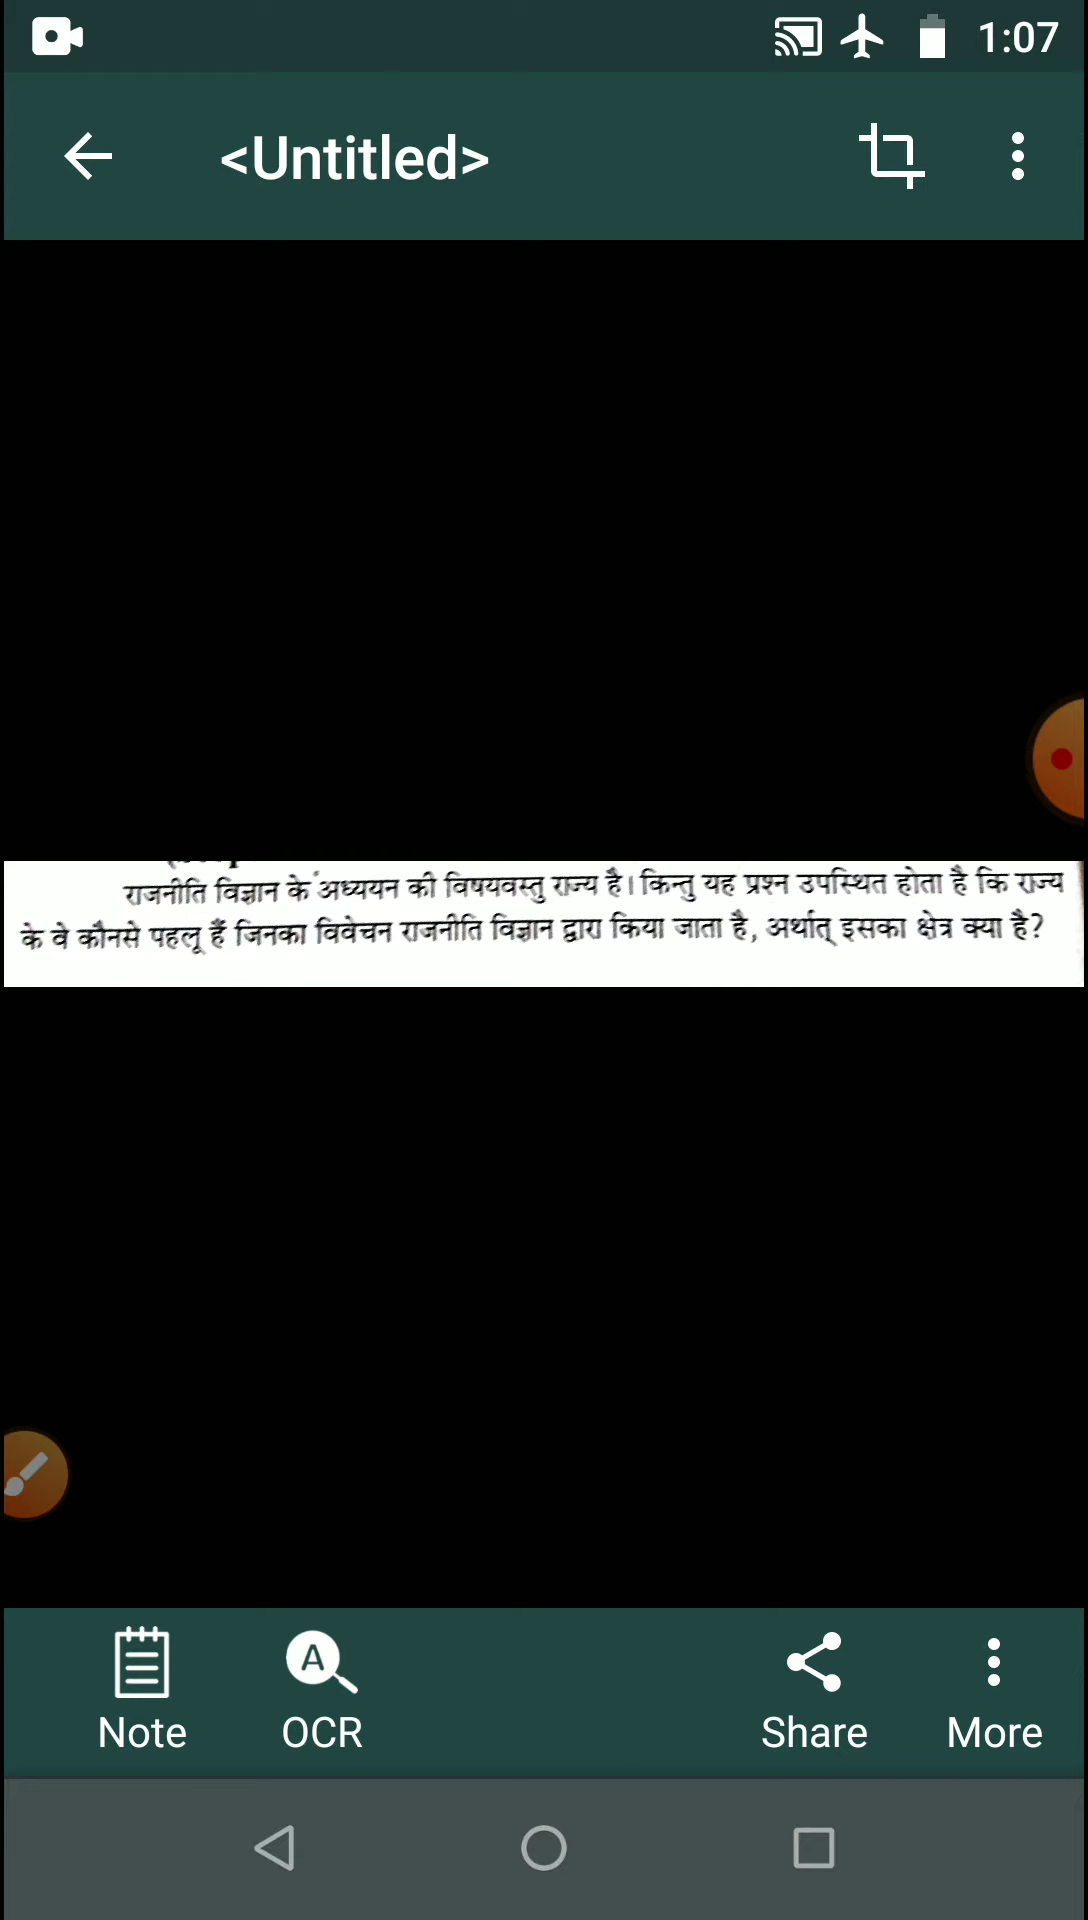 1:07
<Untitled>
राजनीति विज्ञान के अध्ययन की विषयवस्तु राज्य है। किन्तु यह प्रश्न उपस्थित होता है कि राज्य
के वे कौनसे पहलू हैं जिनका विवेचन राजनीति विज्ञान द्वारा किया जाता है, अर्थात् इसका क्षेत्र क्या है?
A
Note OCR Share More